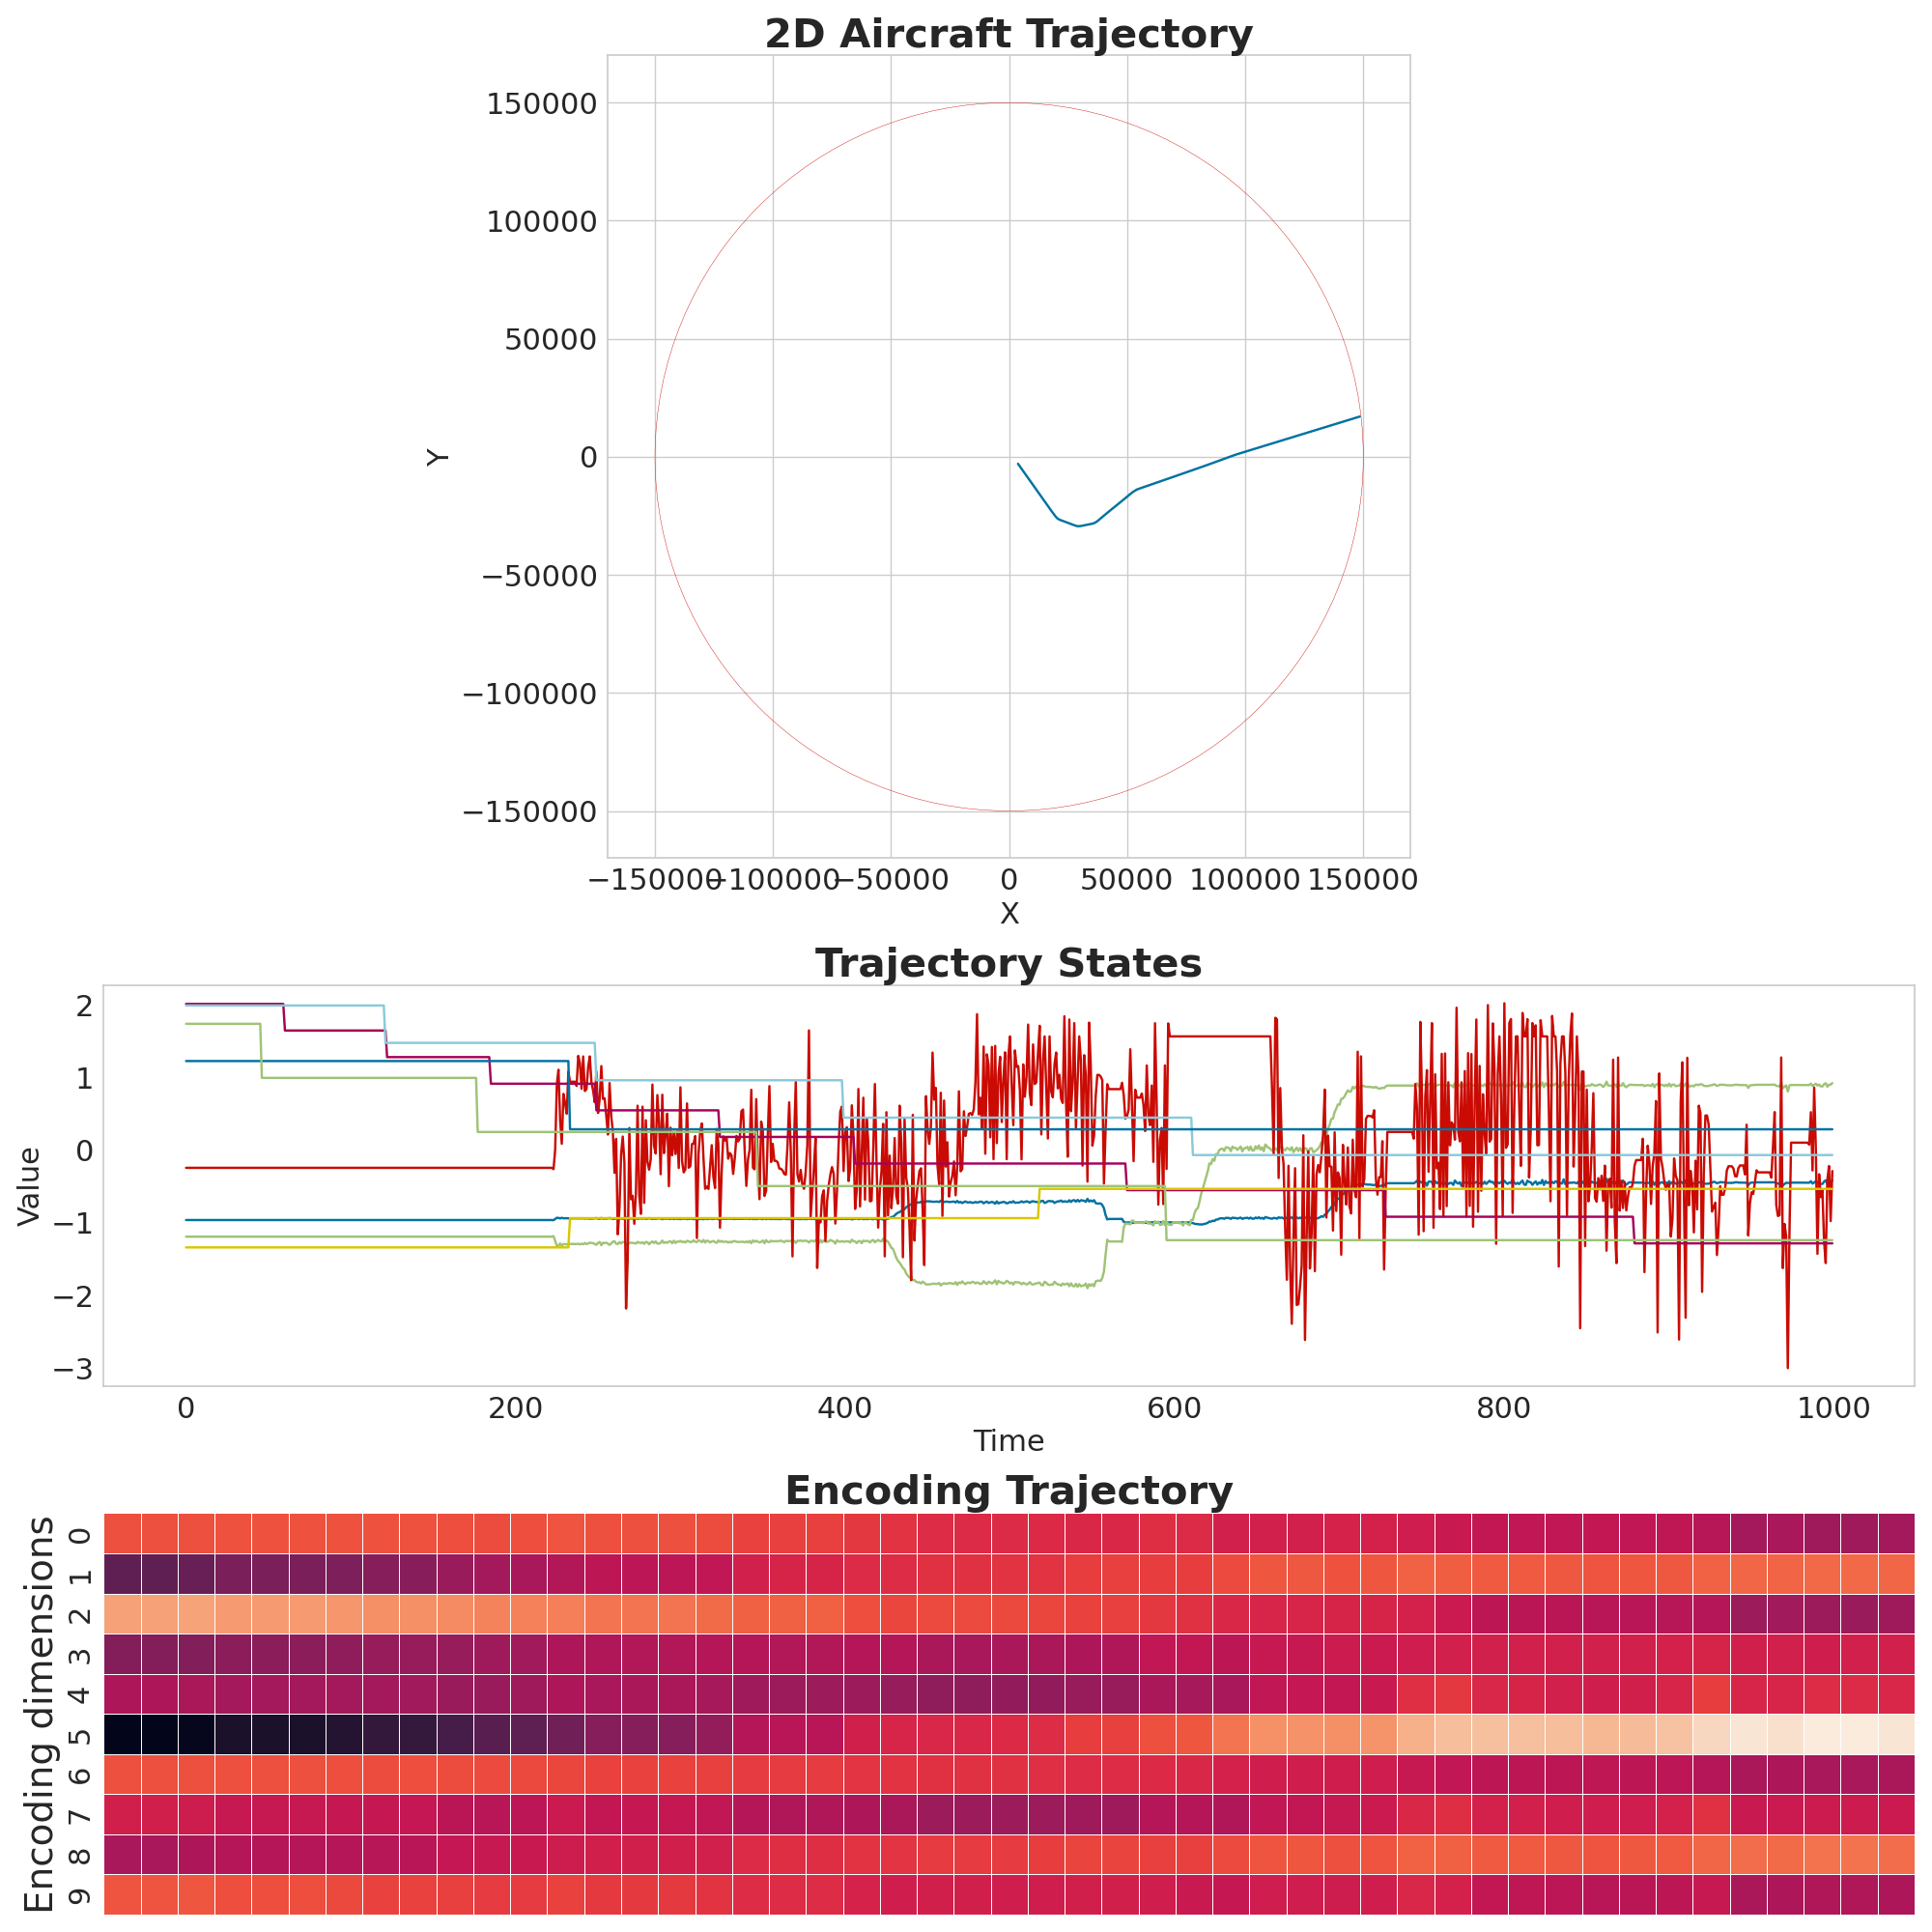 2D Aircraft Trajectory
150000
100000
50000
0
−50000
−100000
−150000
Y
−150000 −100000 −50000 0 50000 100000 150000
X
Trajectory States
2
1
0
−1
−2
−3
Value
0 200 400 600 800 1000
Time
Encoding Trajectory
0
1
2
3
4
5
6
7
8
9
Encoding dimensions